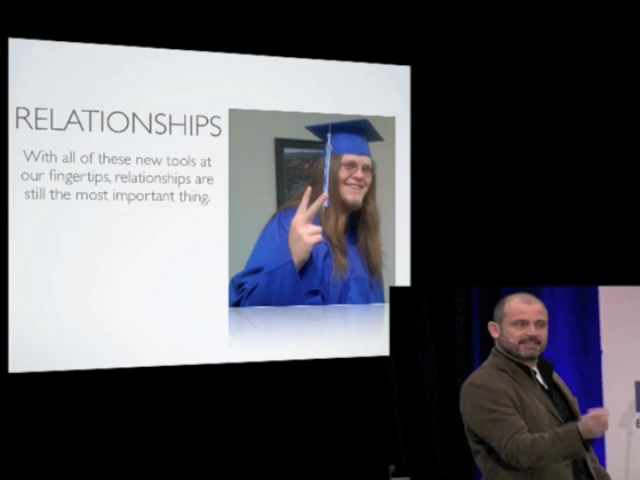 RELATIONSHIPS
With all of these new tools at
our fingertips, relationships are
still the most important thing.